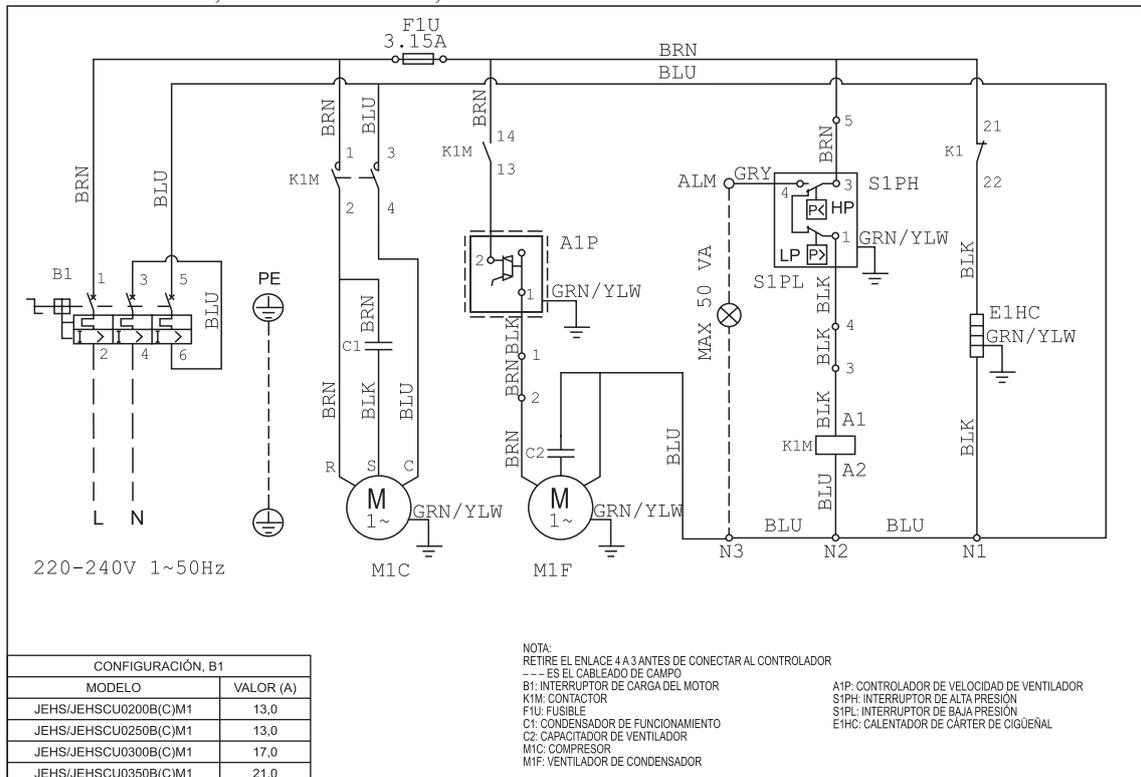 F1U
3.15A
BRN
BLU
BRN
BLU
BRN
BRN
BLU
BRN
14
K1M
13
5
21
K1
22
1
3
K1M
2
4
ALM
GRY
4
3
S1PH
P<
HP
LP
P>
1
GRN/YLW
S1PL
A1P
2
1
GRN/YLW
B1
1
3
5
BLU
2
4
6
PE
MAX 50 VA
BLK
BLK
4
3
BLK
BLK
E1HC
GRN/YLW
BRN
C1
BLK
BRN
1
2
BRN
BLK
BLU
BRN
C2
BLU
A1
K1M
A2
BLU
BLK
R
S
C
M
1~
GRN/YLW
M
1~
GRN/YLW
L
N
BLU
BLU
N3
N2
N1
220-240V 1~50Hz
M1C
M1F
CONFIGURACIÓN, B1
MODELO
VALOR (A)
JEHS/JEHSCU0200B(C)M1
13,0
JEHS/JEHSCU0250B(C)M1
13,0
JEHS/JEHSCU0300B(C)M1
17,0
JEHS/JEHSCU0350B(C)M1
21,0
NOTA:
RETIRE EL ENLACE 4 A 3 ANTES DE CONECTAR AL CONTROLADOR
--- ES EL CABLEADO DE CAMPO
B1: INTERRUPTOR DE CARGA DEL MOTOR
K1M: CONTACTOR
F1U: FUSIBLE
C1: CONDENSADOR DE FUNCIONAMIENTO
C2: CAPACITADOR DE VENTILADOR
M1C: COMPRESOR
M1F: VENTILADOR DE CONDENSADOR
A1P: CONTROLADOR DE VELOCIDAD DE VENTILADOR
S1PH: INTERRUPTOR DE ALTA PRESIÓN
S1PL: INTERRUPTOR DE BAJA PRESIÓN
E1HC: CALENTADOR DE CÁRTER DE CIGÜEÑAL